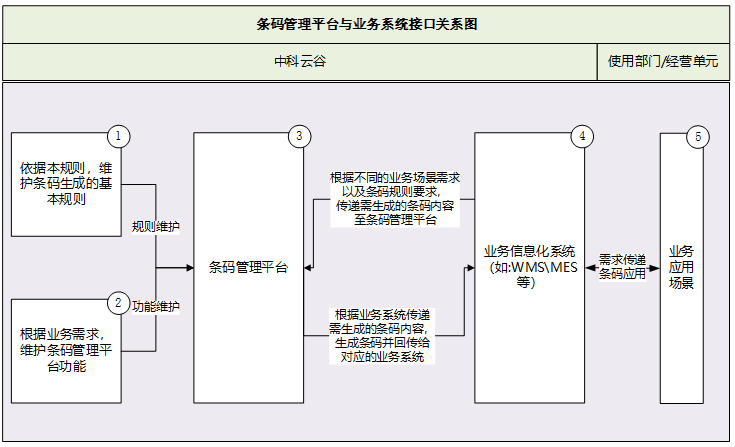 条码管理平台与业务系统接口关系图
中科云谷
使用部门/经营单元
1
依据本规则，维
护条码生成的基
本规则
规则维护
2
根据业务需求，
维护条码管理平
台功能
功能维护
3
条码管理平台
根据不同的业务场景需求
以及条码规则要求，
传递需生成的条码内容
至条码管理平台
根据业务系统传递
需生成的条码内容，
生成条码并回传给
对应的业务系统
4
业务信息化系统
（如:WMS\MES
等）
需求传递
条码应用
5
业务
应用
场景